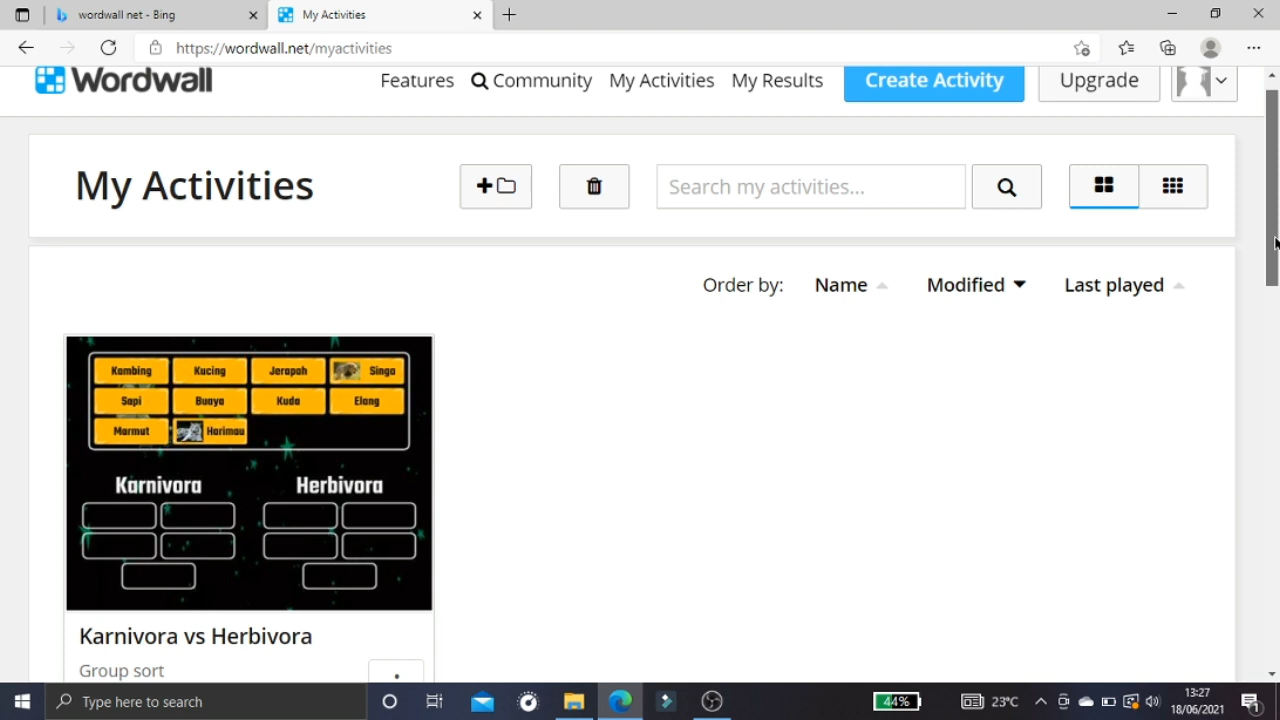 wordwall net - Bing
My Activities
https://wordwall.net/myactivities
Wordwall
Features
Community
My Activities
My Results
Create Activity
Upgrade
My Activities
Search my activities...
Order by:
Name
Modified
Last played
Kambing
Kucing
Jerapah
Singa
Sapi
Buaya
Kuda
Elang
Marmut
Harimau
Karnivora
Herbivora
Karnivora vs Herbivora
Group sort
Type here to search
44%
23°C
13:27
18/06/2021
1